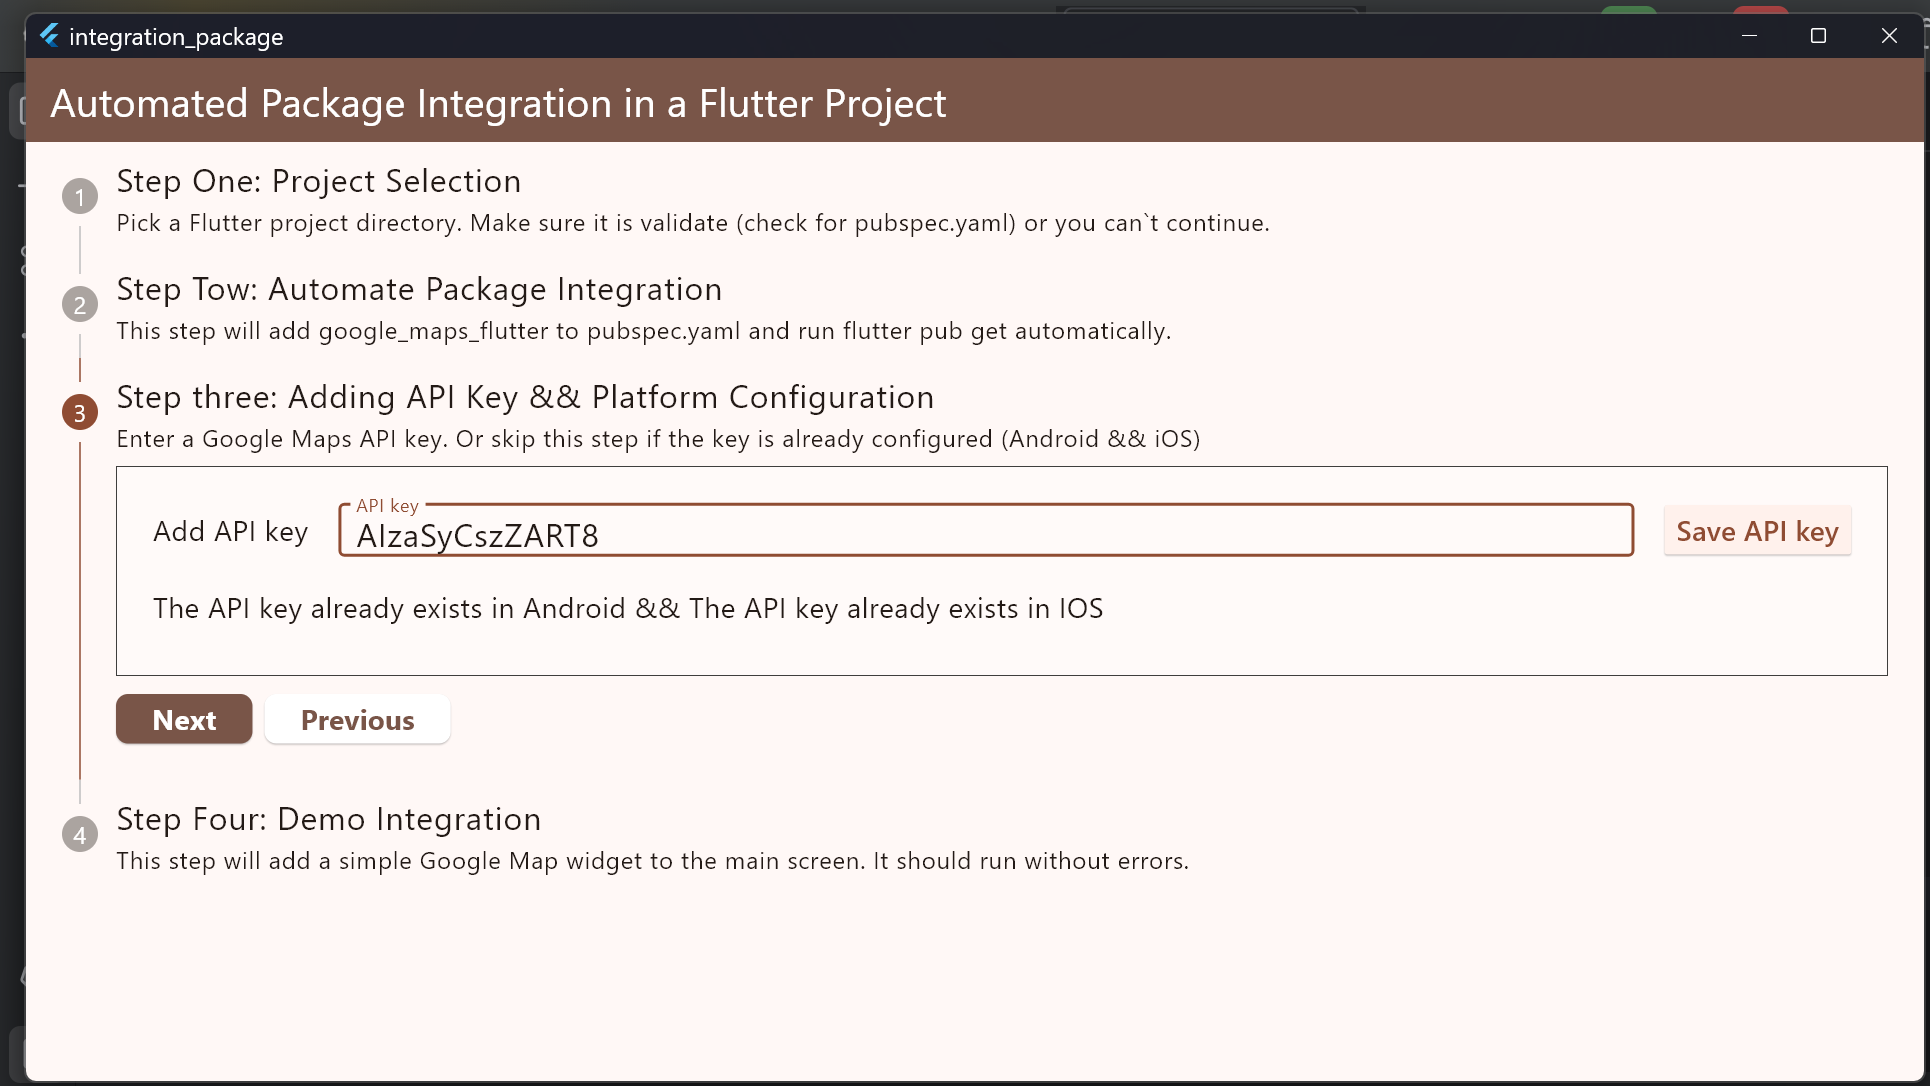 integration_package
Automated Package Integration in a Flutter Project
1
Step One: Project Selection
Pick a Flutter project directory. Make sure it is validate (check for pubspec.yaml) or you can`t continue.
2
Step Tow: Automate Package Integration
This step will add google_maps_flutter to pubspec.yaml and run flutter pub get automatically.
3
Step three: Adding API Key && Platform Configuration
Enter a Google Maps API key. Or skip this step if the key is already configured (Android && iOS)
API key
Add API key
AIzaSyCszZART8
Save API key
The API key already exists in Android && The API key already exists in IOS
Next
Previous
4
Step Four: Demo Integration
This step will add a simple Google Map widget to the main screen. It should run without errors.